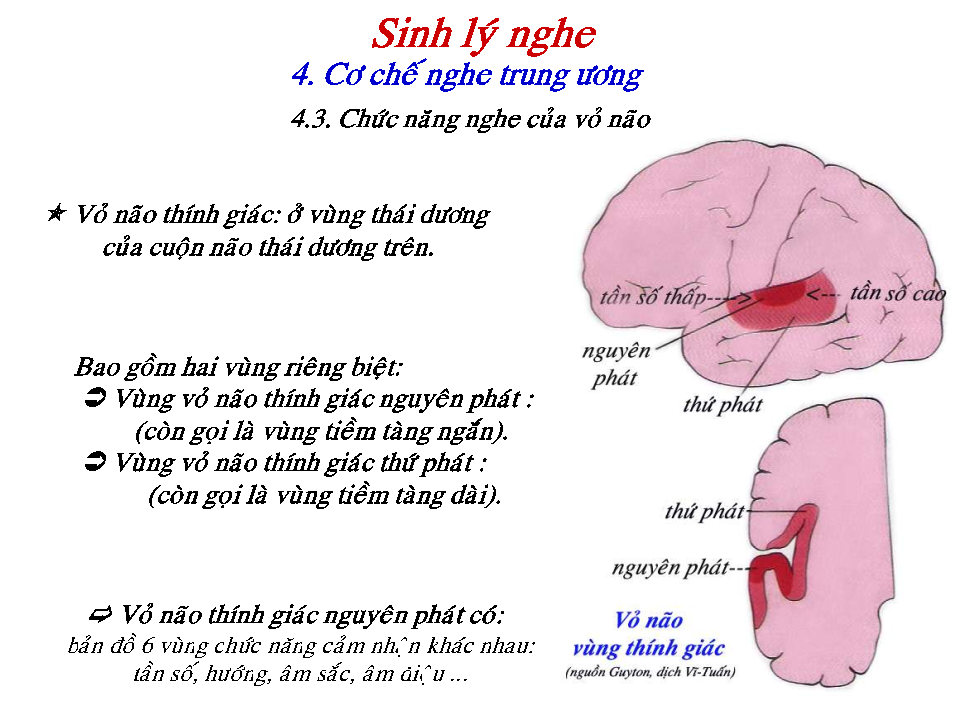 Sinh lý nghe
4. Cơ chế nghe trung ương
4.3. Chức năng nghe của vỏ não
✶ Vỏ não thính giác: ở vùng thái dương
của cuộn não thái dương trên.
Bao gồm hai vùng riêng biệt:
➲ Vùng vỏ não thính giác nguyên phát :
(còn gọi là vùng tiềm tàng ngắn).
➲ Vùng vỏ não thính giác thứ phát :
(còn gọi là vùng tiềm tàng dài).
➫ Vỏ não thính giác nguyên phát có:
bản đồ 6 vùng chức năng cảm nhận khác nhau:
tần số, hướng, âm sắc, âm điệu ...
tần số thấp---->
<--- tần số cao
nguyên
phát
thứ phát
thứ phát
nguyên phát---
Vỏ não
vùng thính giác
(nguồn Guyton, dịch Vĩ-Tuấn)